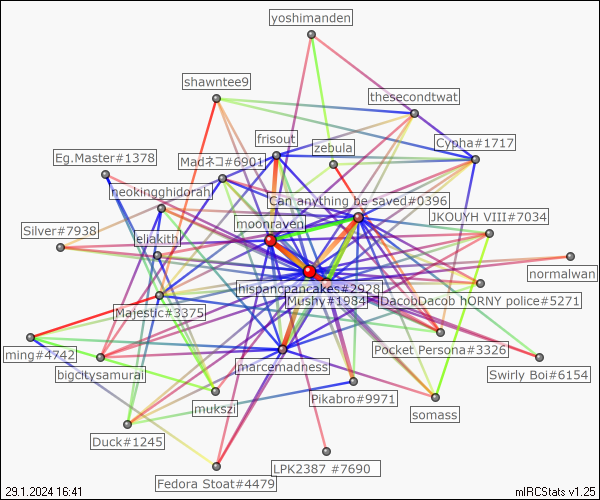 yoshimanden
shawntee9
thesecondtwat
frisout
zebula
Cypha#1717
Eg.Master#1378
Madネコ#6901
neokingghidorah
Can anything be saved#0396
moonraven
JKOUYH VIII#7034
Silver#7938
eliakith
normalwan
hispancpancakes#2928
Mushy#1984
DacobDacob hORNY police#5271
Majestic#3375
ming#4742
Pocket Persona#3326
bigcitysamurai
marcemadness
Swirly Boi#6154
mukszi
Pikabro#9971
somass
Duck#1245
Fedora Stoat#4479
LPK2387 #7690
29.1.2024 16:41
mIRCStats v1.25